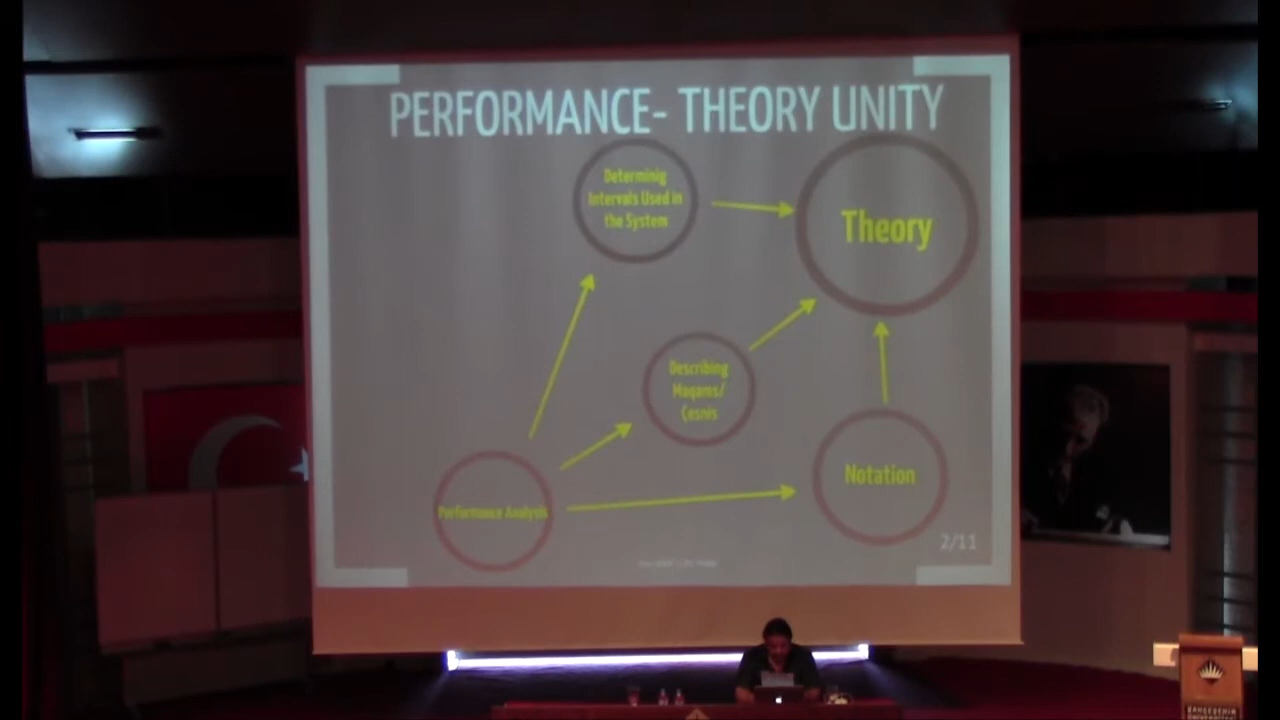 PERFORMANCE- THEORY UNITY
Determinig
Intervals Used in
the System
Theory
Describing
Maqams/
Çesnis
Notation
Performance Analysis
2/11